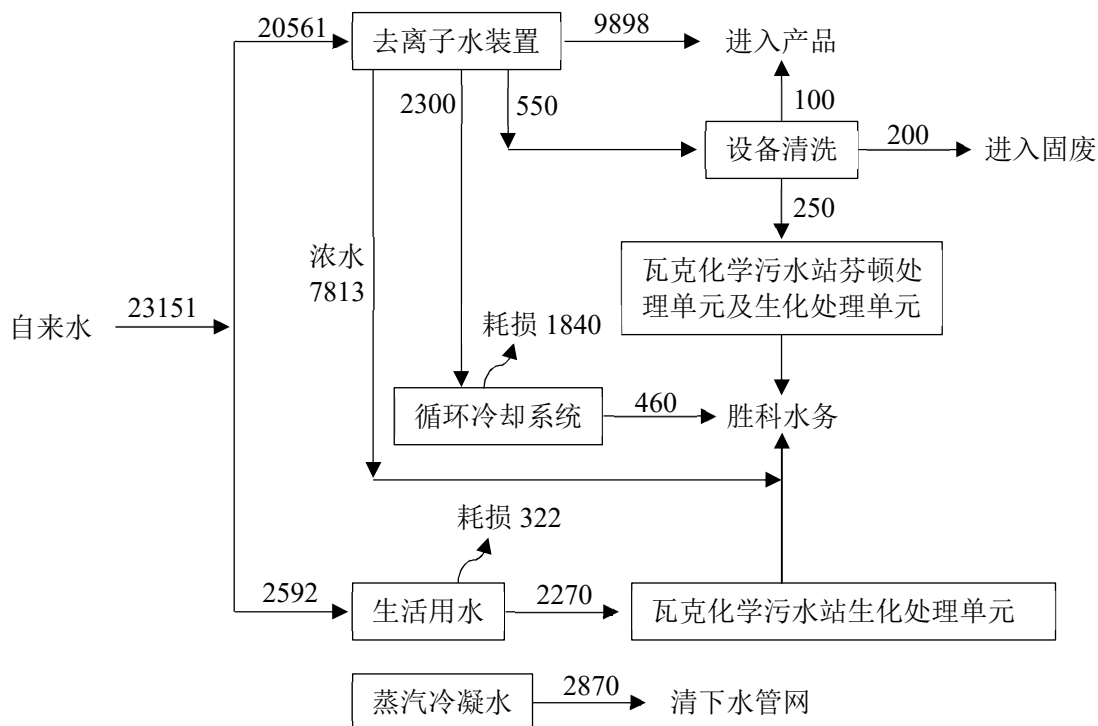 20561
去离子水装置
9898
进入产品
2300
550
100
设备清洗
200
进入固废
250
浓水
7813
瓦克化学污水站芬顿处
理单元及生化处理单元
自来水
23151
耗损 1840
循环冷却系统
460
胜科水务
耗损 322
2592
生活用水
2270
瓦克化学污水站生化处理单元
蒸汽冷凝水
2870
清下水管网